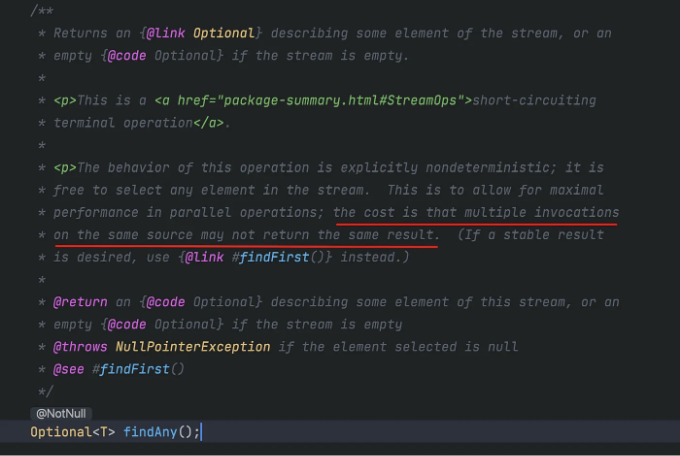 /**
* Returns an {@link Optional} describing some element of the stream, or an
* empty {@code Optional} if the stream is empty.
*
* <p>This is a <a href="package-summary.html#StreamOps">short-circuiting
* terminal operation</a>.
*
* <p>The behavior of this operation is explicitly nondeterministic; it is
* free to select any element in the stream.  This is to allow for maximal
* performance in parallel operations; the cost is that multiple invocations
* on the same source may not return the same result.  (If a stable result
* is desired, use {@link #findFirst()} instead.)
*
* @return an {@code Optional} describing some element of this stream, or an
* empty {@code Optional} if the stream is empty
* @throws NullPointerException if the element selected is null
* @see #findFirst()
*/
@NotNull
Optional<T> findAny();